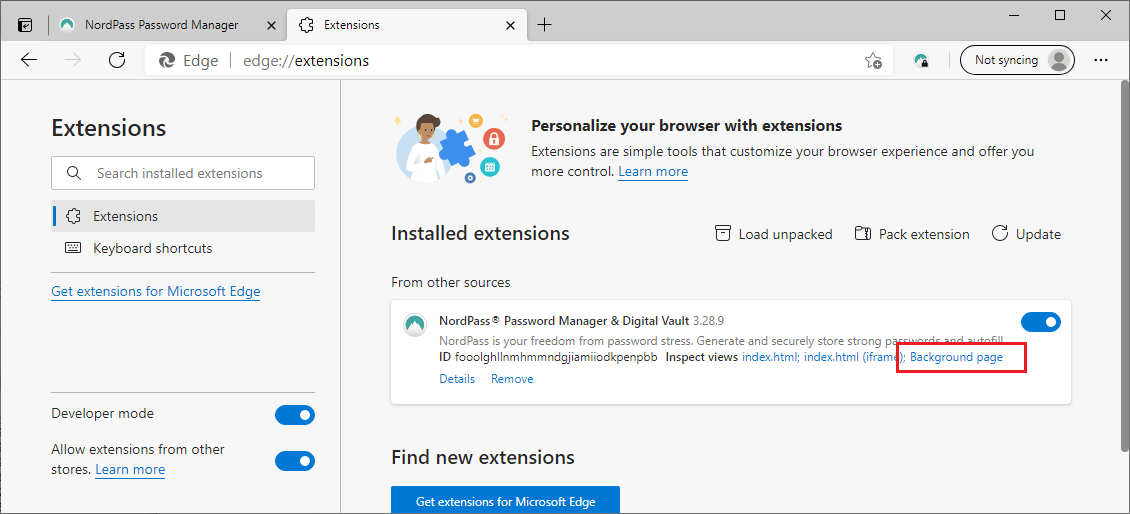 NordPass Password Manager
Extensions
Edge
edge://extensions
Not syncing
Extensions
Search installed extensions
Extensions
Keyboard shortcuts
Get extensions for Microsoft Edge
Developer mode
Allow extensions from other
stores. Learn more
Personalize your browser with extensions
Extensions are simple tools that customize your browser experience and offer you
more control. Learn more
Installed extensions
Load unpacked
Pack extension
Update
From other sources
NordPass® Password Manager & Digital Vault 3.28.9
NordPass is your freedom from password stress. Generate and securely store strong passwords and autofill
ID fooolghllnmhmmndgjiamiiodkpenpbb Inspect views index.html; index.html (iframe); Background page
Details Remove
Find new extensions
Get extensions for Microsoft Edge